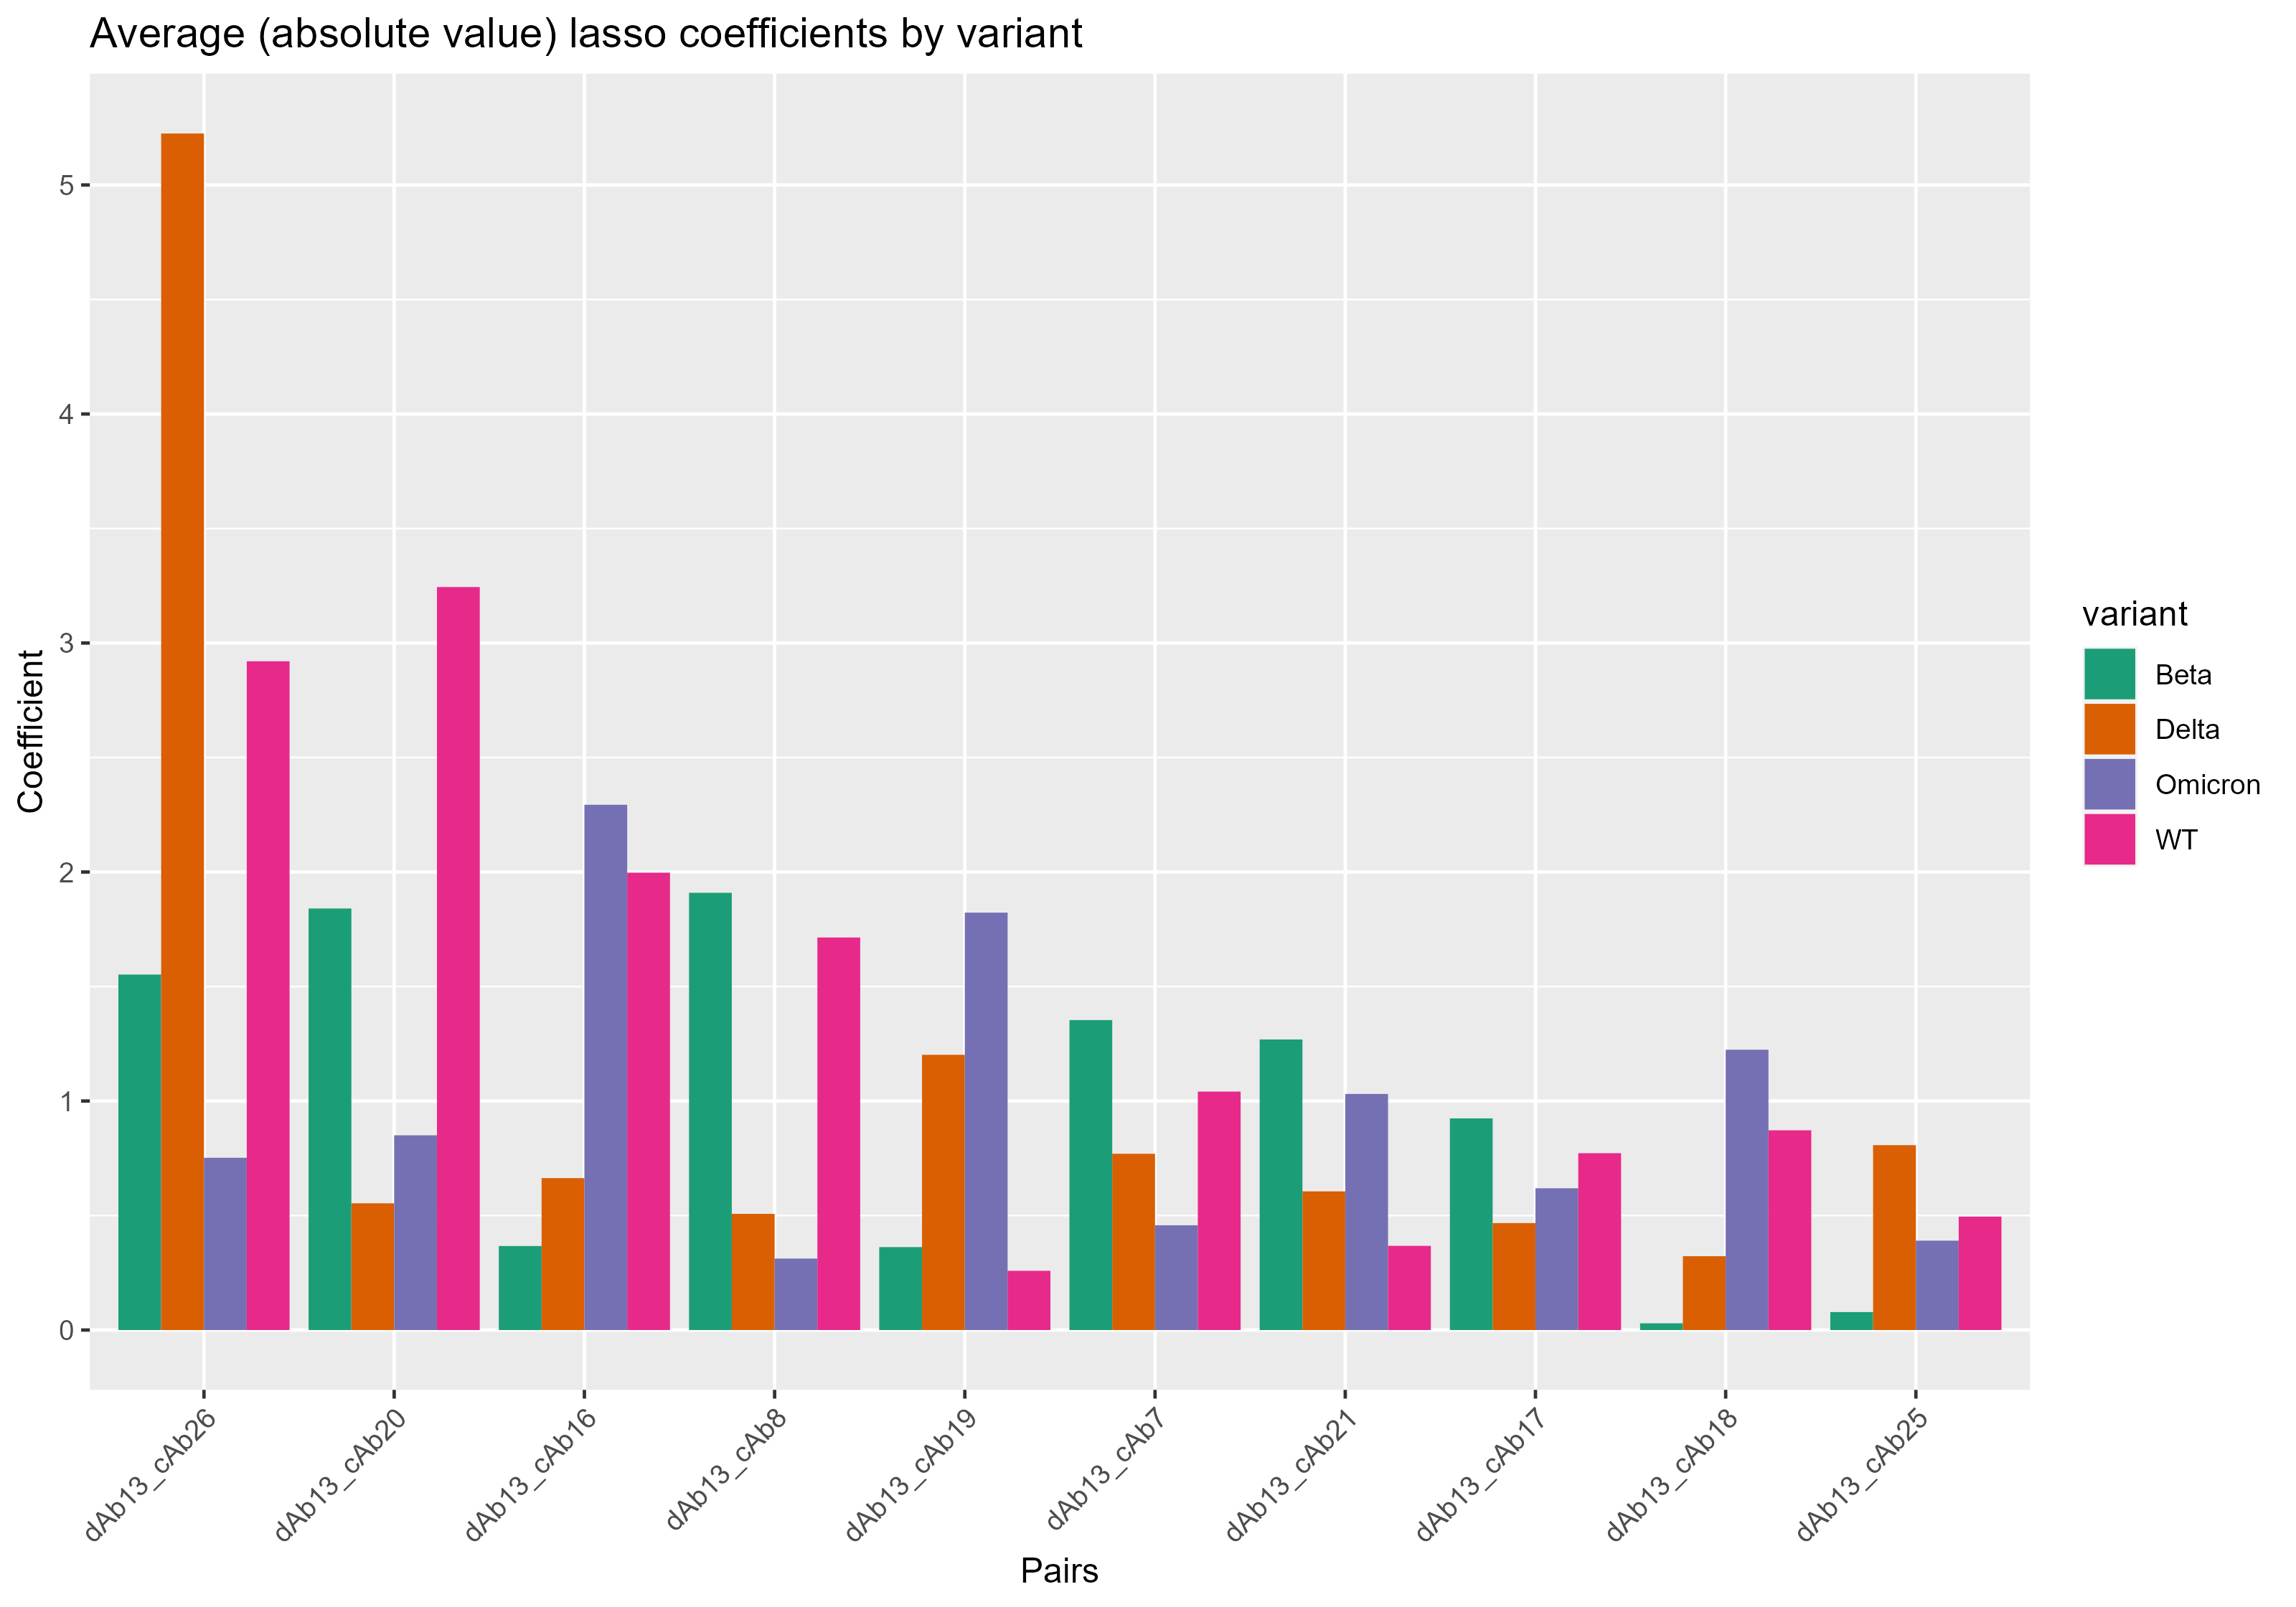 Average (absolute value) lasso coefficients by variant
5
4
3
2
1
0
Coefficient
dAb13_cAb26
dAb13_cAb20
dAb13_cAb16
dAb13_cAb8
dAb13_cAb19
dAb13_cAb7
dAb13_cAb21
dAb13_cAb17
dAb13_cAb18
dAb13_cAb25
Pairs
variant
Beta
Delta
Omicron
WT